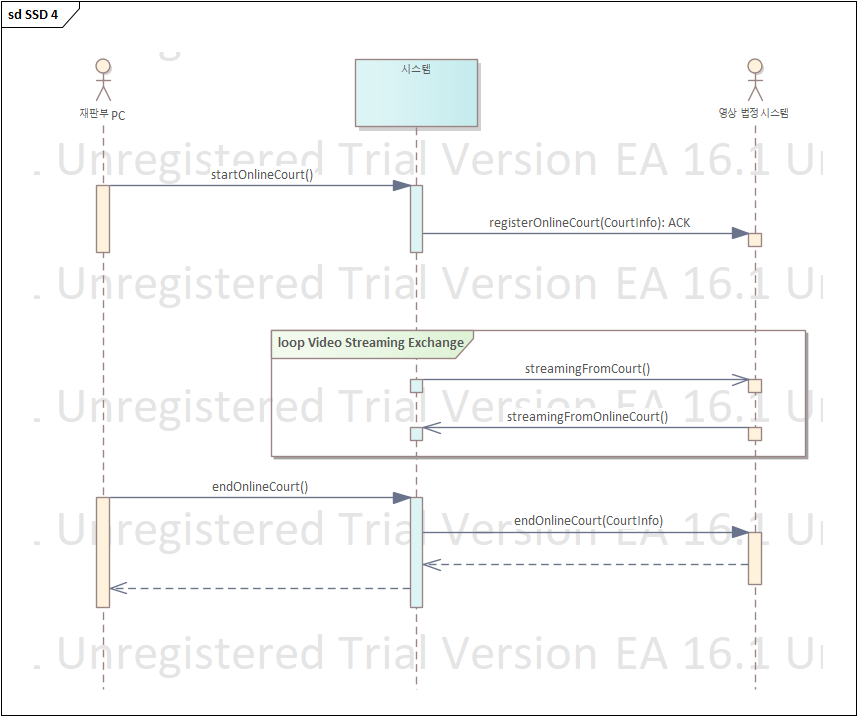 sd SSD 4
재판부 PC
시스템
영상 법정 시스템
. Unregistered Trial Version EA 16.1 U
startOnlineCourt()
registerOnlineCourt(CourtInfo): ACK
. Unregistered Trial Version EA 16.1 U
loop Video Streaming Exchange
streamingFromCourt()
. Unregistered Trial Version EA 16.1 U
streamingFromOnlineCourt()
endOnlineCourt()
. Unregistered Trial Version EA 16.1 U
endOnlineCourt(CourtInfo)
. Unregistered Trial Version EA 16.1 U